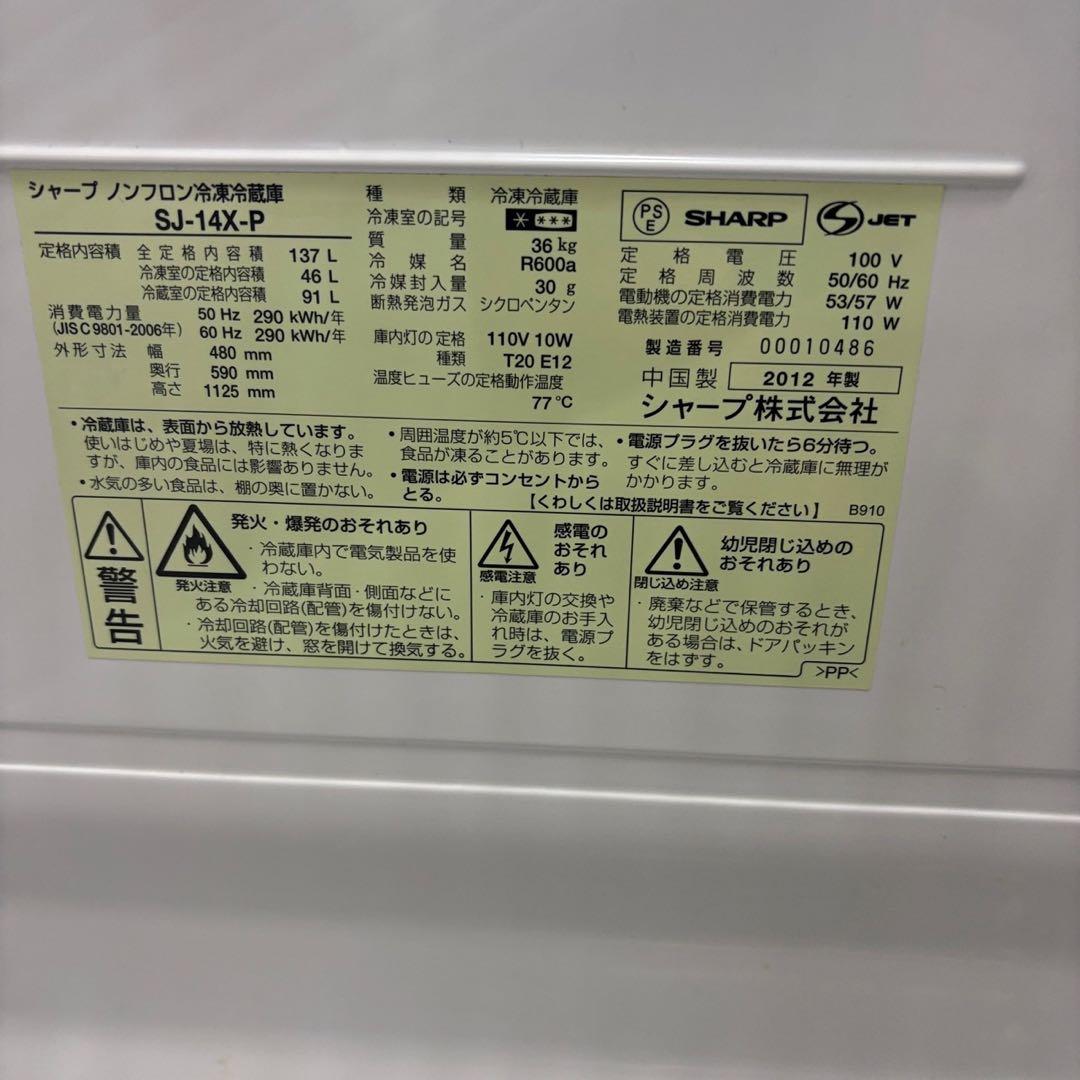 シャープ ノンフロン冷凍冷蔵庫
SJ-14X-P
定格内容積 全定格内容積 137 L
冷凍室の定格内容積 46 L
冷蔵室の定格内容積 91 L
消費電力量 50 Hz 290 kWh/年
(JIS C 9801-2006年) 60 Hz 290 kWh/年
外形寸法 幅 480 mm
奥行 590 mm
高さ 1125 mm
種類 冷凍冷蔵庫
冷凍室の記号 * ***
質量 36 kg
冷媒名 R600a
冷媒封入量 30 g
断熱発泡ガス シクロペンタン
庫内灯の定格 110V 10W
種類 T20 E12
温度ヒューズの定格動作温度
77℃
PSE SHARP S JET
定格電圧 100 V
定格周波数 50/60 Hz
電動機の定格消費電力 53/57 W
電熱装置の定格消費電力 110 W
製造番号 00010486
中国製 2012 年製
シャープ株式会社
・冷蔵庫は、表面から放熱しています。
使いはじめや夏場は、特に熱くなりま
すが、庫内の食品には影響ありません。
・水気の多い食品は、棚の奥に置かない。
・周囲温度が約5℃以下では、
食品が凍ることがあります。
・電源は必ずコンセントから
とる。
・電源プラグを抜いたら6分待つ。
すぐに差し込むと冷蔵庫に無理が
かかります。
【くわしくは取扱説明書をご覧ください】 B910
警告
発火・爆発のおそれあり
発火注意
・冷蔵庫内で電気製品を使
わない。
・冷蔵庫背面・側面などに
ある冷却回路(配管)を傷付けない。
・冷却回路(配管)を傷付けたときは、
火気を避け、窓を開けて換気する。
感電の
おそれ
あり
感電注意
・庫内灯の交換や
冷蔵庫のお手入
れ時は、電源プ
ラグを抜く。
幼児閉じ込めの
おそれあり
閉じ込め注意
・廃棄などで保管するとき、
幼児閉じ込めのおそれが
ある場合は、ドアパッキン
をはずす。
>PP<